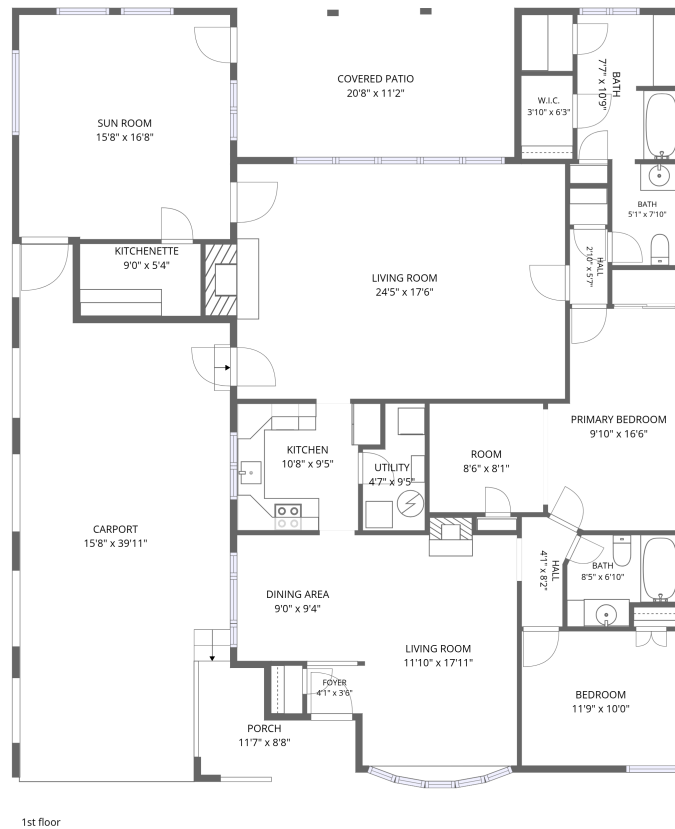 COVERED PATIO
20'8" x 11'2"
BATH
7'7" x 10'9"
W.I.C.
3'10" x 6'3"
SUN ROOM
15'8" x 16'8"
BATH
5'1" x 7'10"
KITCHENETTE
9'0" x 5'4"
HALL
2'10" x 5'7"
LIVING ROOM
24'5" x 17'6"
PRIMARY BEDROOM
9'10" x 16'6"
KITCHEN
10'8" x 9'5"
ROOM
8'6" x 8'1"
UTILITY
4'7" x 9'5"
CARPORT
15'8" x 39'11"
HALL
4'1" x 8'2"
BATH
8'5" x 6'10"
DINING AREA
9'0" x 9'4"
LIVING ROOM
11'10" x 17'11"
FOYER
4'1" x 3'6"
BEDROOM
11'9" x 10'0"
PORCH
11'7" x 8'8"
1st floor